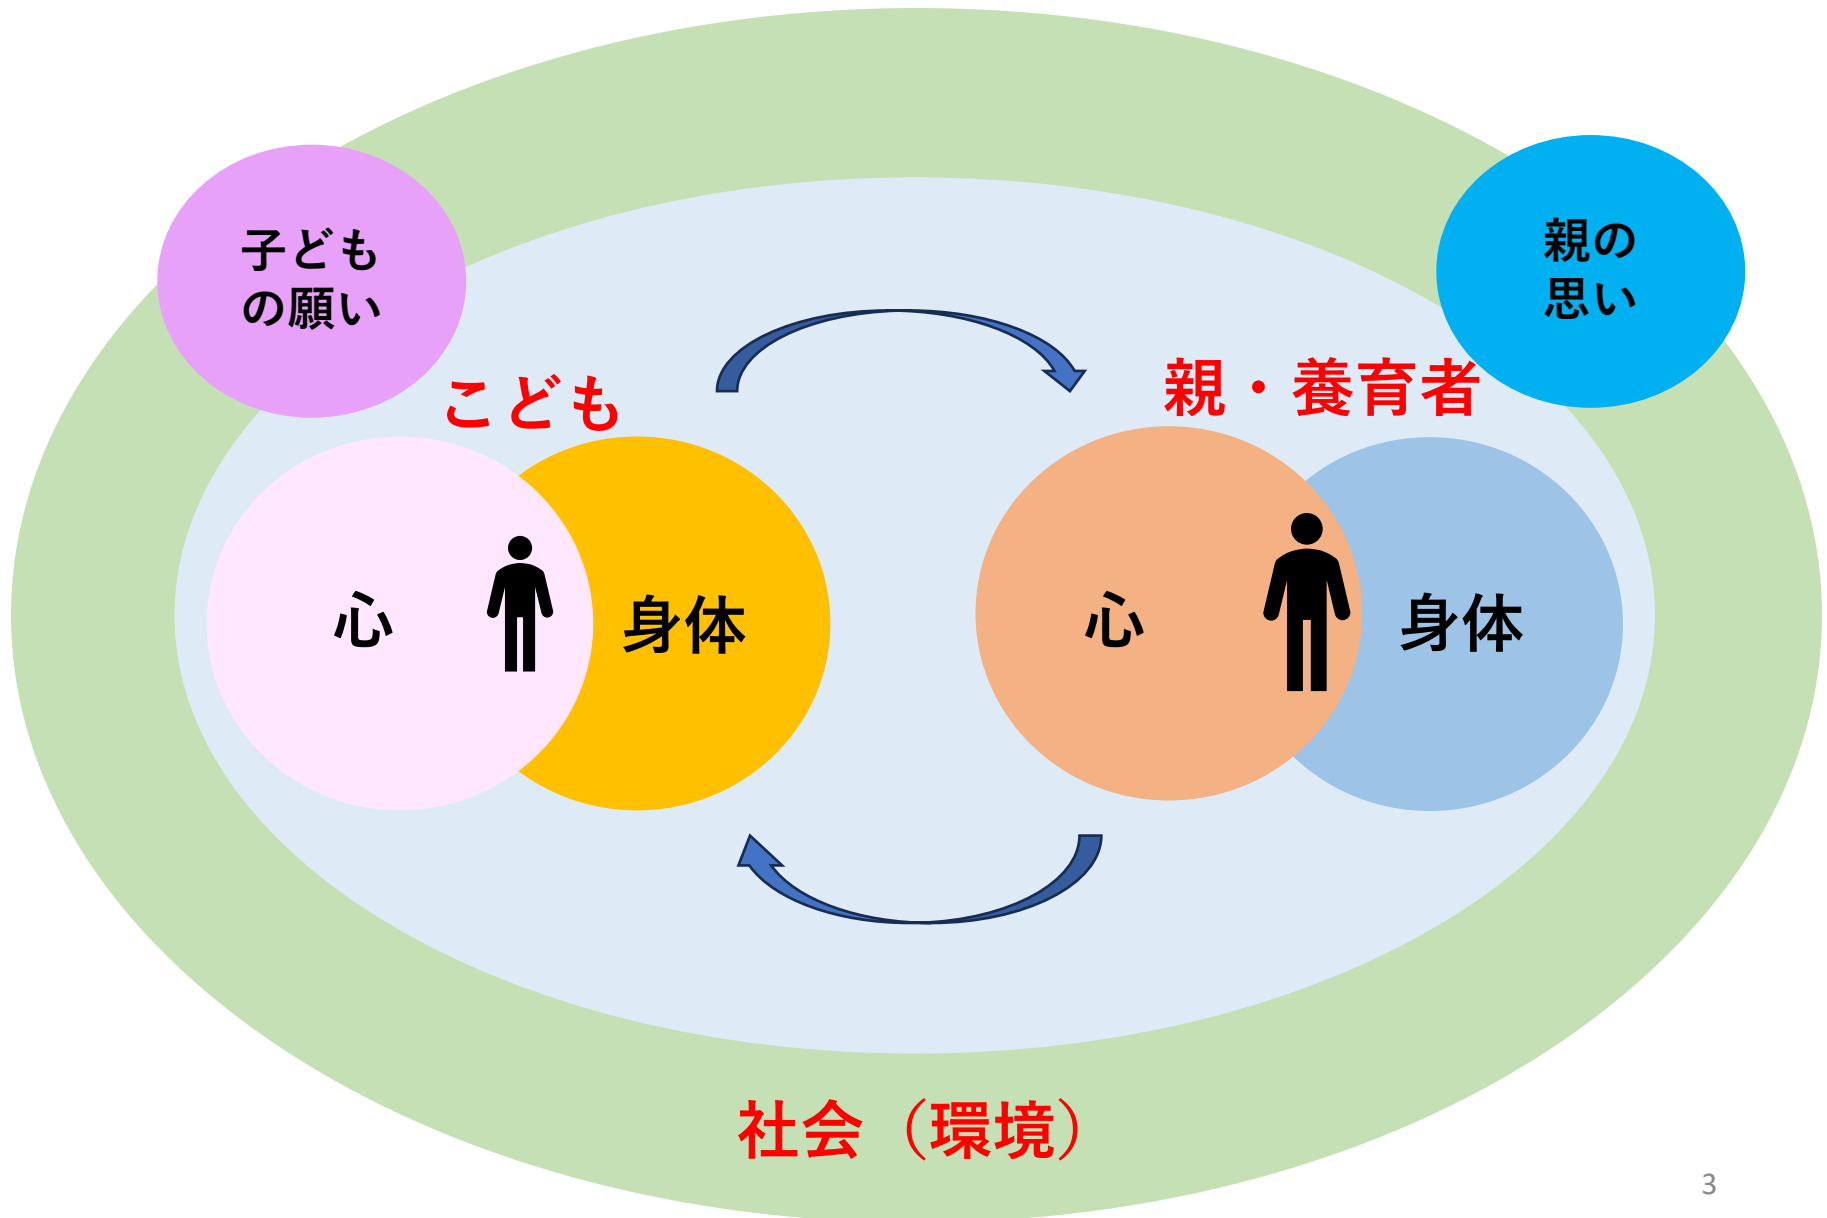 子ども
の願い
親の
思い
こども
親・養育者
心
身体
心
身体
社会（環境）
3